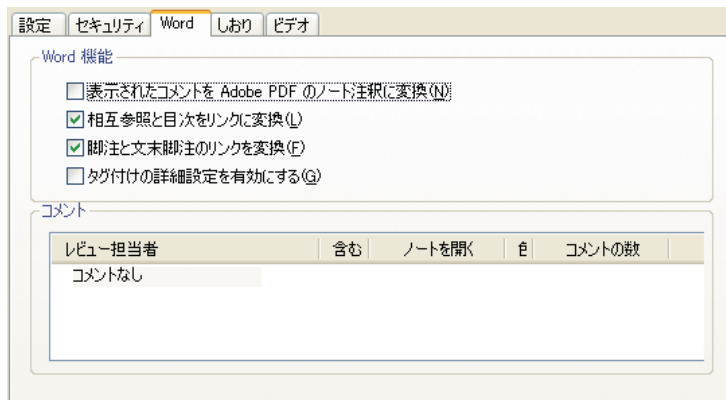 設定 セキュリティ Word しおり ビデオ
Word 機能
表示されたコメントを Adobe PDF のノート注釈に変換(N)
相互参照と目次をリンクに変換(L)
脚注と文末脚注のリンクを変換(F)
タグ付けの詳細設定を有効にする(G)
コメント
レビュー担当者 含む ノートを開く コメントの数
コメントなし